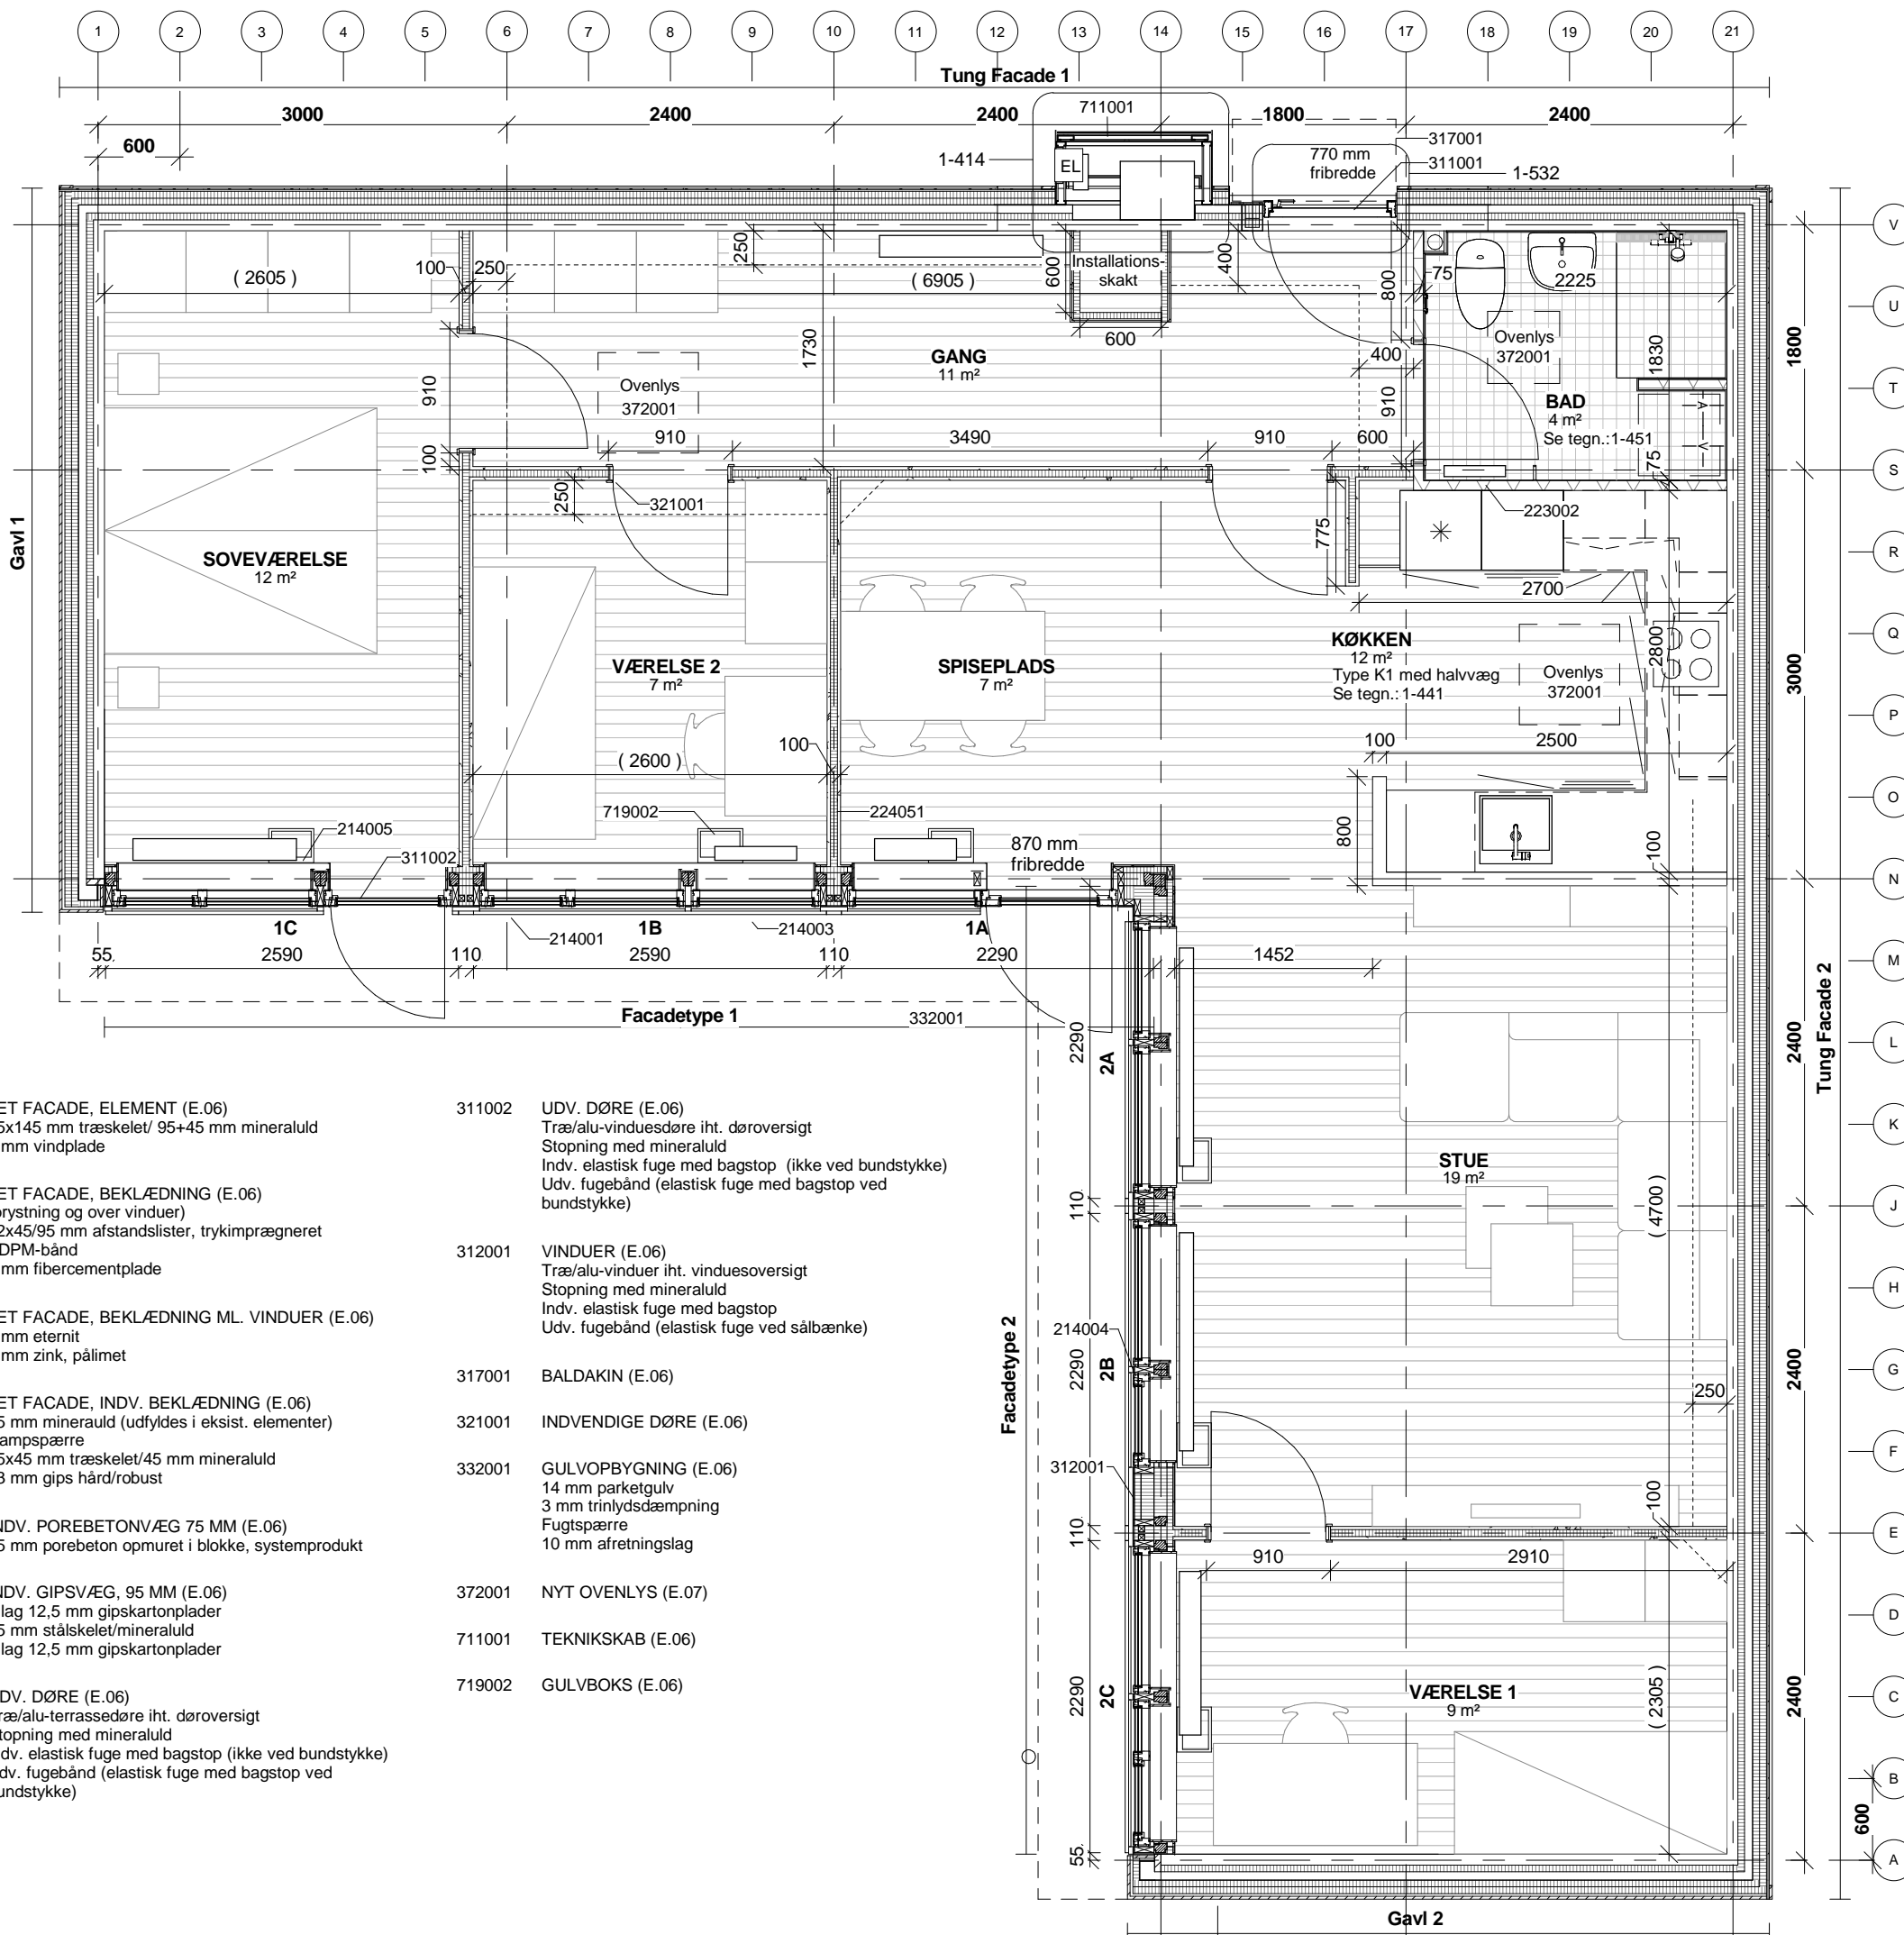 1 2 3 4 5 6 7 8 9 10 11 12 13 14 15 16 17 18 19 20 21
Tung Facade 1
3000 2400 2400 1800 2400
600
711001
1-414
EL
770 mm
fribredde
317001
311001
1-532
V
U
T
S
R
Q
P
O
N
M
L
K
J
H
G
F
E
D
C
B
A
Gavl 1
100 250
( 2605 )
250
( 6905 )
600
Installations-
skakt
400
800
75
2225
600
1730
GANG
11 m²
Ovenlys
372001
400
910
Ovenlys
372001
1830
BAD
4 m²
Se tegn.:1-451
A
V
75
1800
910
100
910
3490
910
600
250
321001
775
223002
2700
SOVEVÆRELSE
12 m²
VÆRELSE 2
7 m²
SPISEPLADS
7 m²
KØKKEN
12 m²
Type K1 med halvvæg
Se tegn.:1-441
Ovenlys
372001
2800
3000
100
2500
( 2600 )
100
719002
224051
214005
311002
870 mm
fribredde
800
100
1C
214001
1B
214003
1A
55
2590
110
2590
110
2290
1452
Facadetype 1
332001
2290
2A
110
2400
Tung Facade 2
STUE
19 m²
( 4700 )
Facadetype 2
214004
2290
2B
2400
250
312001
110
100
910
2910
2290
2C
VÆRELSE 1
9 m²
( 2305 )
2400
55
600
Gavl 2
ET FACADE, ELEMENT (E.06)
5x145 mm træskelet/ 95+45 mm mineraluld
mm vindplade
ET FACADE, BEKLÆDNING (E.06)
rystning og over vinduer)
2x45/95 mm afstandslister, trykimprægneret
DPM-bånd
mm fibercementplade
ET FACADE, BEKLÆDNING ML. VINDUER (E.06)
mm eternit
mm zink, pålimet
ET FACADE, INDV. BEKLÆDNING (E.06)
5 mm minerauld (udfyldes i eksist. elementer)
ampspærre
5x45 mm træskelet/45 mm mineraluld
3 mm gips hård/robust
NDV. POREBETONVÆG 75 MM (E.06)
5 mm porebeton opmuret i blokke, systemprodukt
NDV. GIPSVÆG, 95 MM (E.06)
lag 12,5 mm gipskartonplader
5 mm stålskelet/mineraluld
lag 12,5 mm gipskartonplader
DV. DØRE (E.06)
ræ/alu-terrassedøre iht. døroversigt
topning med mineraluld
dv. elastisk fuge med bagstop (ikke ved bundstykke)
dv. fugebånd (elastisk fuge med bagstop ved
undstykke)
311002 UDV. DØRE (E.06)
Træ/alu-vinduesdøre iht. døroversigt
Stopning med mineraluld
Indv. elastisk fuge med bagstop (ikke ved bundstykke)
Udv. fugebånd (elastisk fuge med bagstop ved
bundstykke)
312001 VINDUER (E.06)
Træ/alu-vinduer iht. vinduesoversigt
Stopning med mineraluld
Indv. elastisk fuge med bagstop
Udv. fugebånd (elastisk fuge ved sålbænke)
317001 BALDAKIN (E.06)
321001 INDVENDIGE DØRE (E.06)
332001 GULVOPBYGNING (E.06)
14 mm parketgulv
3 mm trinlydsdæmpning
Fugtspærre
10 mm afretningslag
372001 NYT OVENLYS (E.07)
711001 TEKNIKSKAB (E.06)
719002 GULVBOKS (E.06)